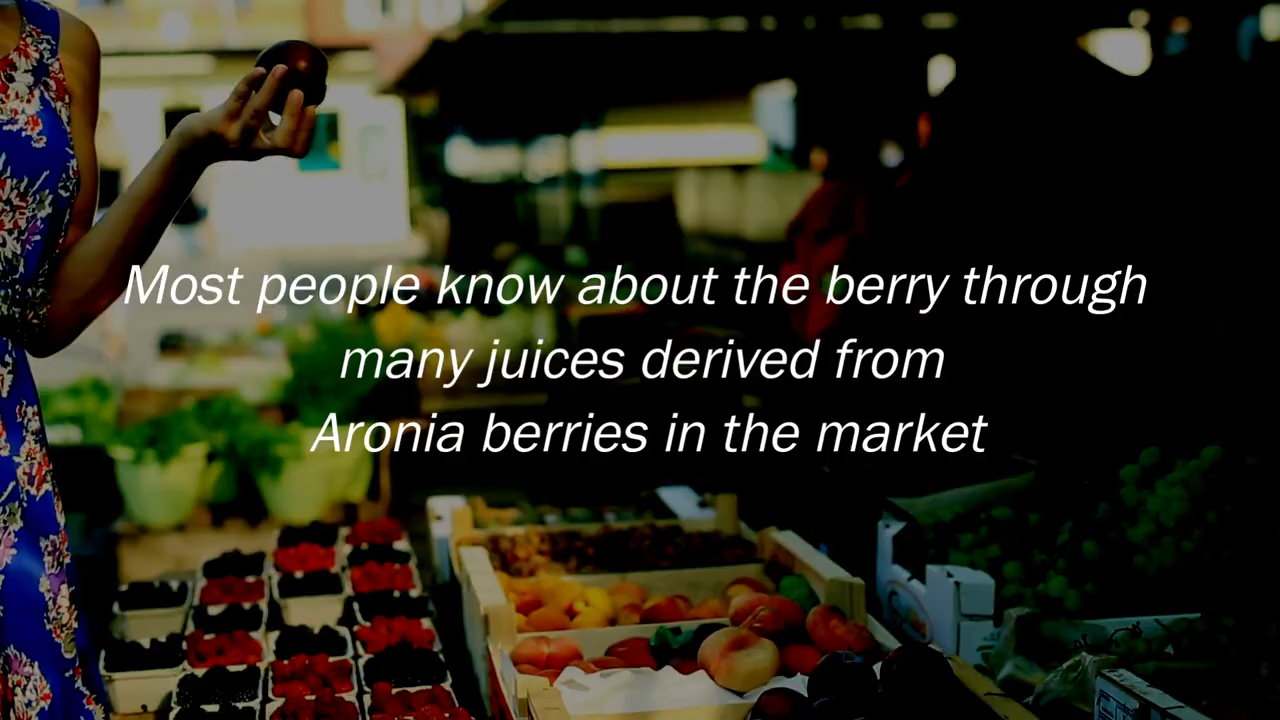 Most people know about the berry through
many juices derived from
Aronia berries in the market